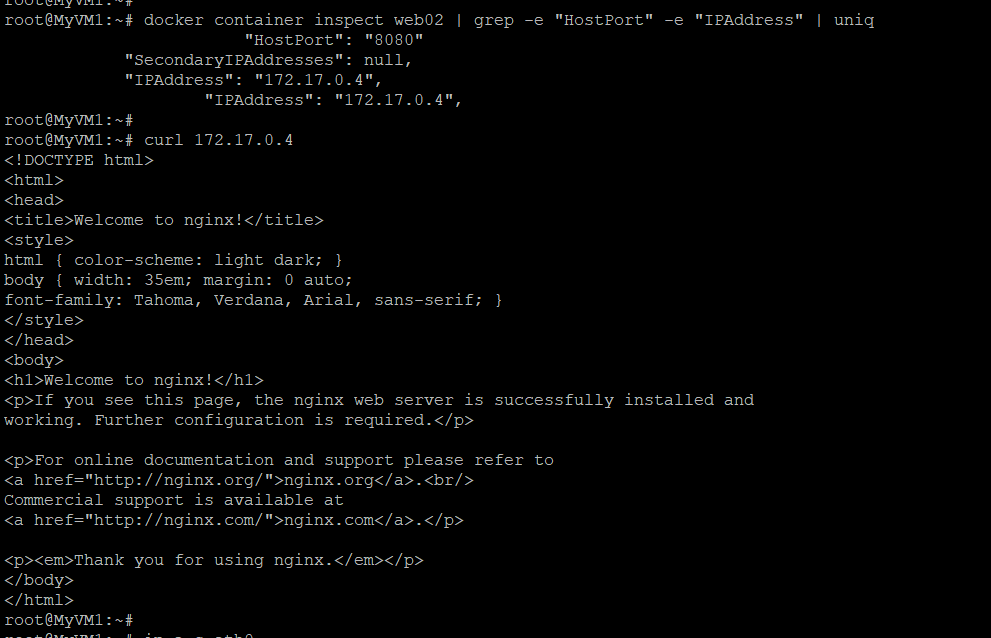 root@MyVM1:~#
root@MyVM1:~# docker container inspect web02 | grep -e "HostPort" -e "IPAddress" | uniq
"HostPort": "8080"
"SecondaryIPAddresses": null,
"IPAddress": "172.17.0.4",
"IPAddress": "172.17.0.4",
root@MyVM1:~#
root@MyVM1:~# curl 172.17.0.4
<!DOCTYPE html>
<html>
<head>
<title>Welcome to nginx!</title>
<style>
html { color-scheme: light dark; }
body { width: 35em; margin: 0 auto;
font-family: Tahoma, Verdana, Arial, sans-serif; }
</style>
</head>
<body>
<h1>Welcome to nginx!</h1>
<p>If you see this page, the nginx web server is successfully installed and
working. Further configuration is required.</p>

<p>For online documentation and support please refer to
<a href="http://nginx.org/">nginx.org</a>.<br/>
Commercial support is available at
<a href="http://nginx.com/">nginx.com</a>.</p>

<p><em>Thank you for using nginx.</em></p>
</body>
</html>
root@MyVM1:~#